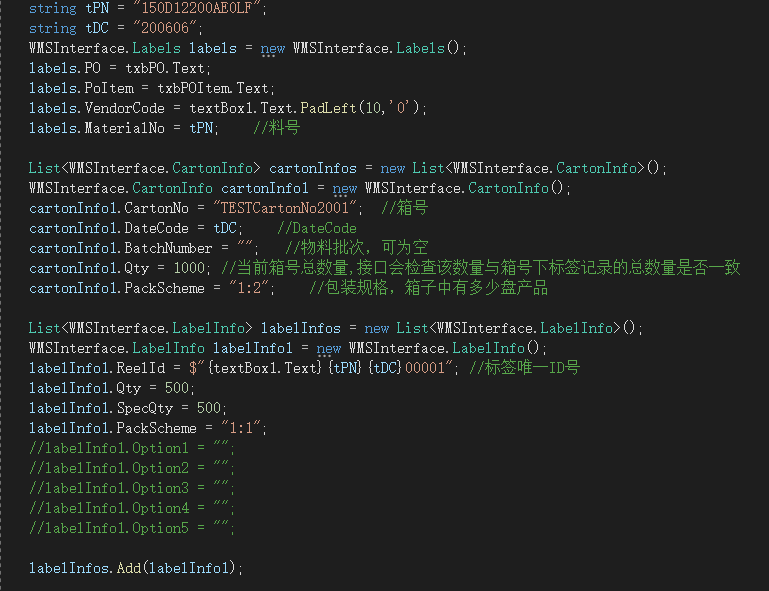 string tPN = "150D12200AE0LF";
string tDC = "200606";
WMSInterface.Labels labels = new WMSInterface.Labels();
labels.PO = txbPO.Text;
labels.PoItem = txbPOItem.Text;
labels.VendorCode = textBox1.Text.PadLeft(10,'0');
labels.MaterialNo = tPN;    //料号
List<WMSInterface.CartonInfo> cartonInfos = new List<WMSInterface.CartonInfo>();
WMSInterface.CartonInfo cartonInfo1 = new WMSInterface.CartonInfo();
cartonInfo1.CartonNo = "TESTCartonNo2001";  //箱号
cartonInfo1.DateCode = tDC;    //DateCode
cartonInfo1.BatchNumber = "";   //物料批次，可为空
cartonInfo1.Qty = 1000; //当前箱号总数量,接口会检查该数量与箱号下标签记录的总数量是否一致
cartonInfo1.PackScheme = "1:2";    //包装规格，箱子中有多少盘产品
List<WMSInterface.LabelInfo> labelInfos = new List<WMSInterface.LabelInfo>();
WMSInterface.LabelInfo labelInfo1 = new WMSInterface.LabelInfo();
labelInfo1.ReelId = $"{textBox1.Text}{tPN}{tDC}00001"; //标签唯一ID号
labelInfo1.Qty = 500;
labelInfo1.SpecQty = 500;
labelInfo1.PackScheme = "1:1";
//labelInfo1.Option1 = "";
//labelInfo1.Option2 = "";
//labelInfo1.Option3 = "";
//labelInfo1.Option4 = "";
//labelInfo1.Option5 = "";
labelInfos.Add(labelInfo1);